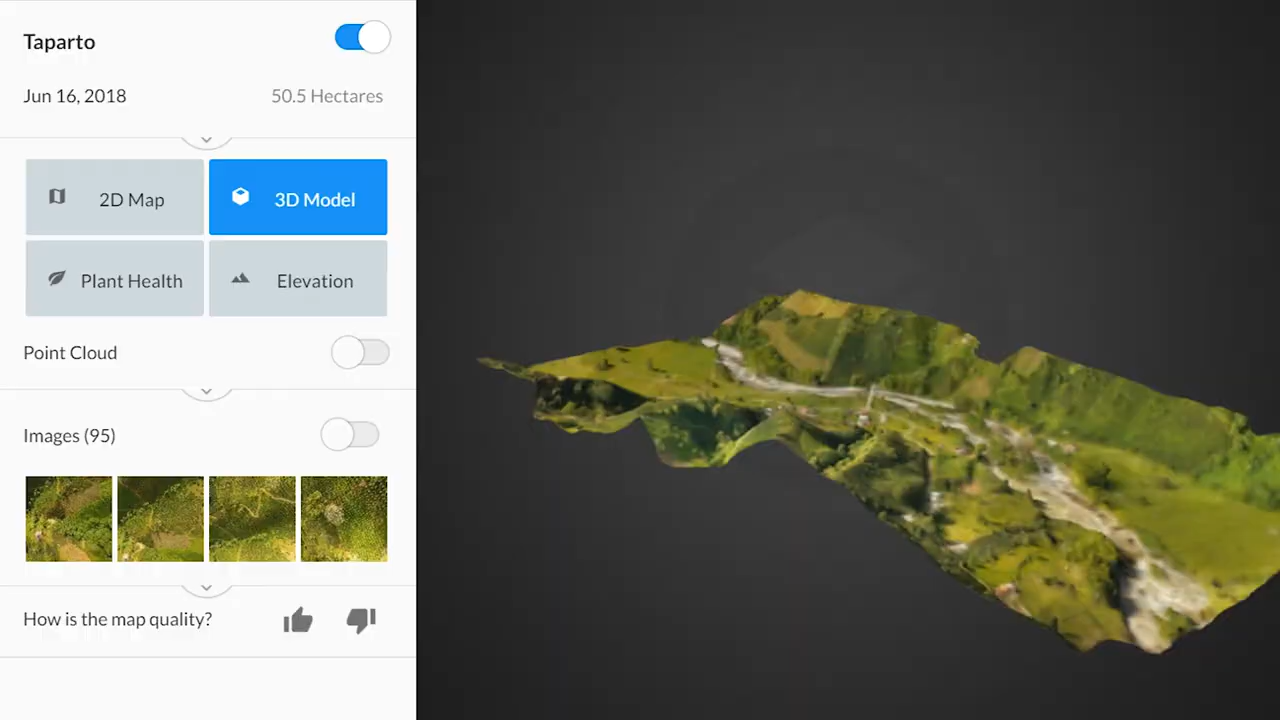 Taparto
Jun 16, 2018 50.5 Hectares
2D Map 3D Model
Plant Health Elevation
Point Cloud
Images (95)
How is the map quality?